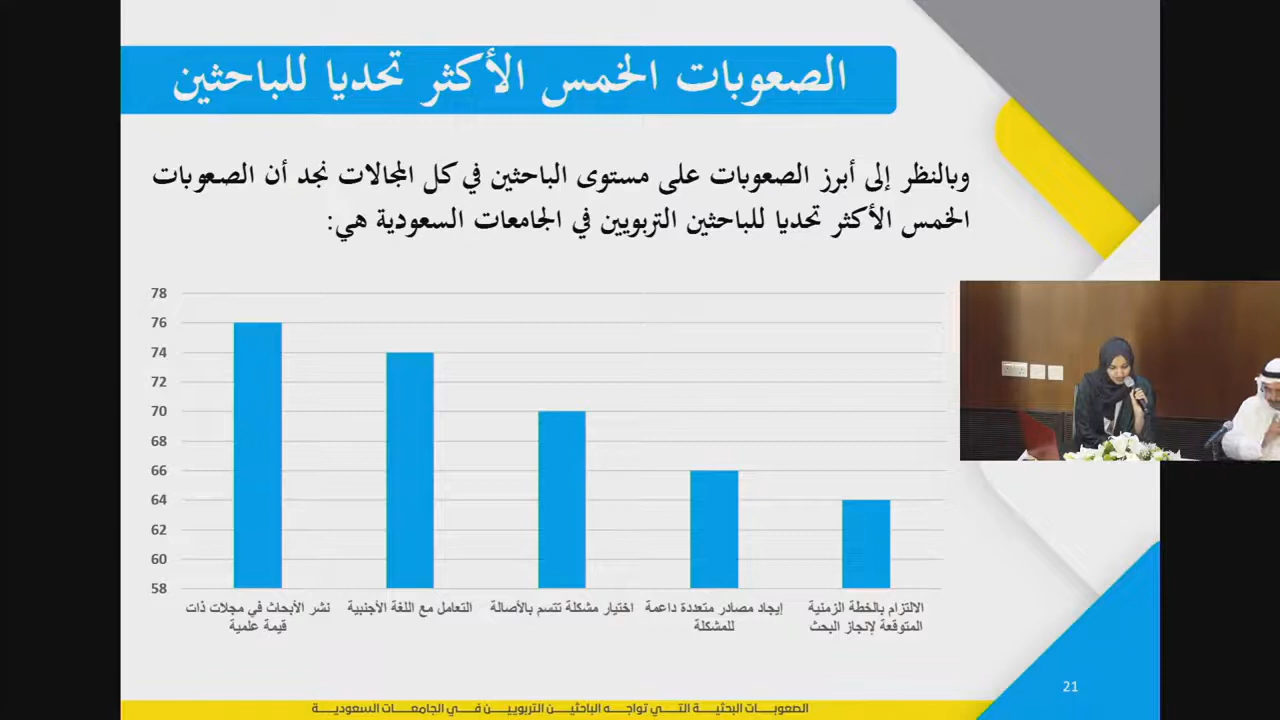 الصعوبات الخمس الأكثر تحديا للباحثين
وبالنظر إلى أبرز الصعوبات على مستوى الباحثين في كل المجالات نجد أن الصعوبات
الخمس الأكثر تحديا للباحثين التربويين في الجامعات السعودية هي:
78
76
74
72
70
68
66
64
62
60
58
نشر الأبحاث في مجلات ذات
قيمة علمية
التعامل مع اللغة الأجنبية
اختيار مشكلة تتسم بالأصالة
إيجاد مصادر متعددة داعمة
للمشكلة
الالتزام بالخطة الزمنية
المتوقعة لإنجاز البحث
21
الصعوبات البحثية التي تواجه الباحثين التربويين في الجامعات السعودية